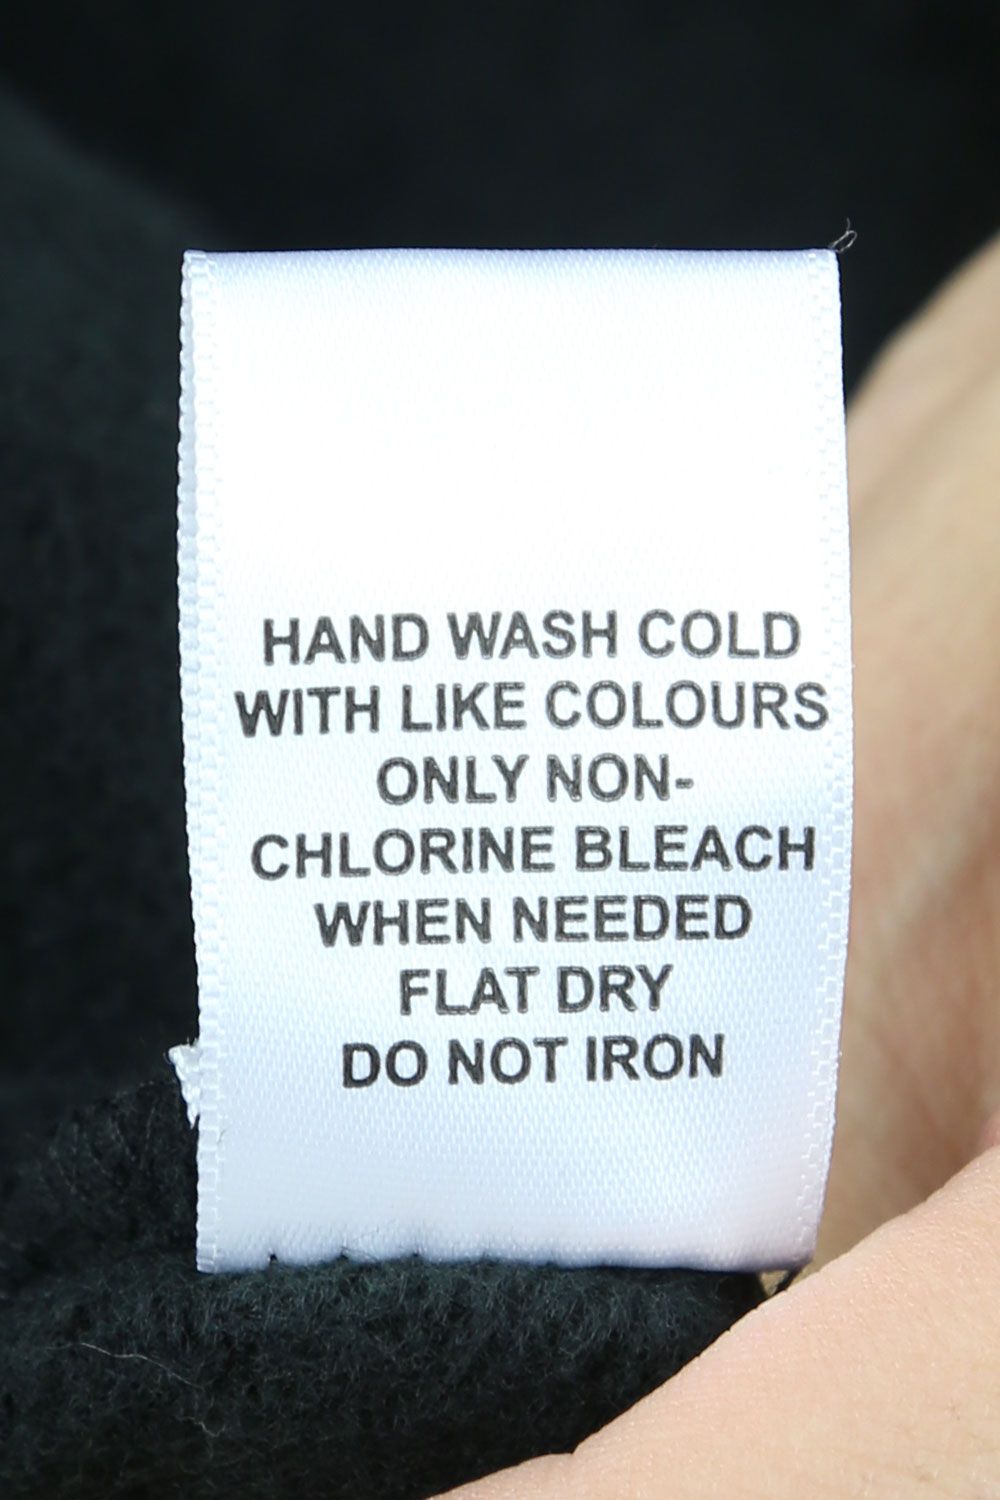 HAND WASH COLD
WITH LIKE COLOURS
ONLY NON-
CHLORINE BLEACH
WHEN NEEDED
FLAT DRY
DO NOT IRON